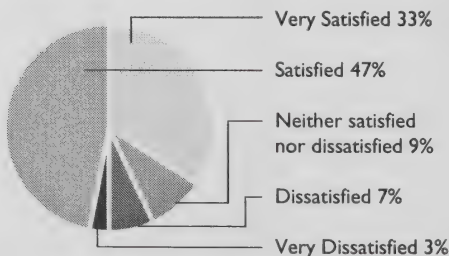 Very Satisfied 33%
Satisfied 47%
Neither satisfied
nor dissatisfied 9%
Dissatisfied 7%
Very Dissatisfied 3%